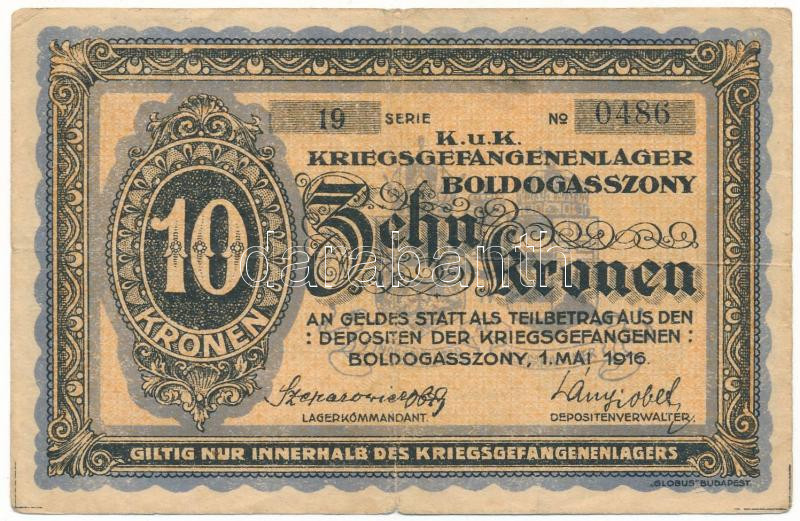 19 SERIE № 0486
K.u.K.
KRIEGSGEFANGENENLAGER
BOLDOGASSZONY
10
KRONEN
Zehn
Kronen
darabanth
AN GELDES STATT ALS TEILBETRAG AUS DEN
: DEPOSITEN DER KRIEGSGEFANGENEN :
BOLDOGASSZONY, 1. MAI 1916.
LAGERKOMMANDANT. DEPOSITENVERWALTER.
GILTIG NUR INNERHALB DES KRIEGSGEFANGENENLAGERS
„GLOBUS" BUDAPEST.